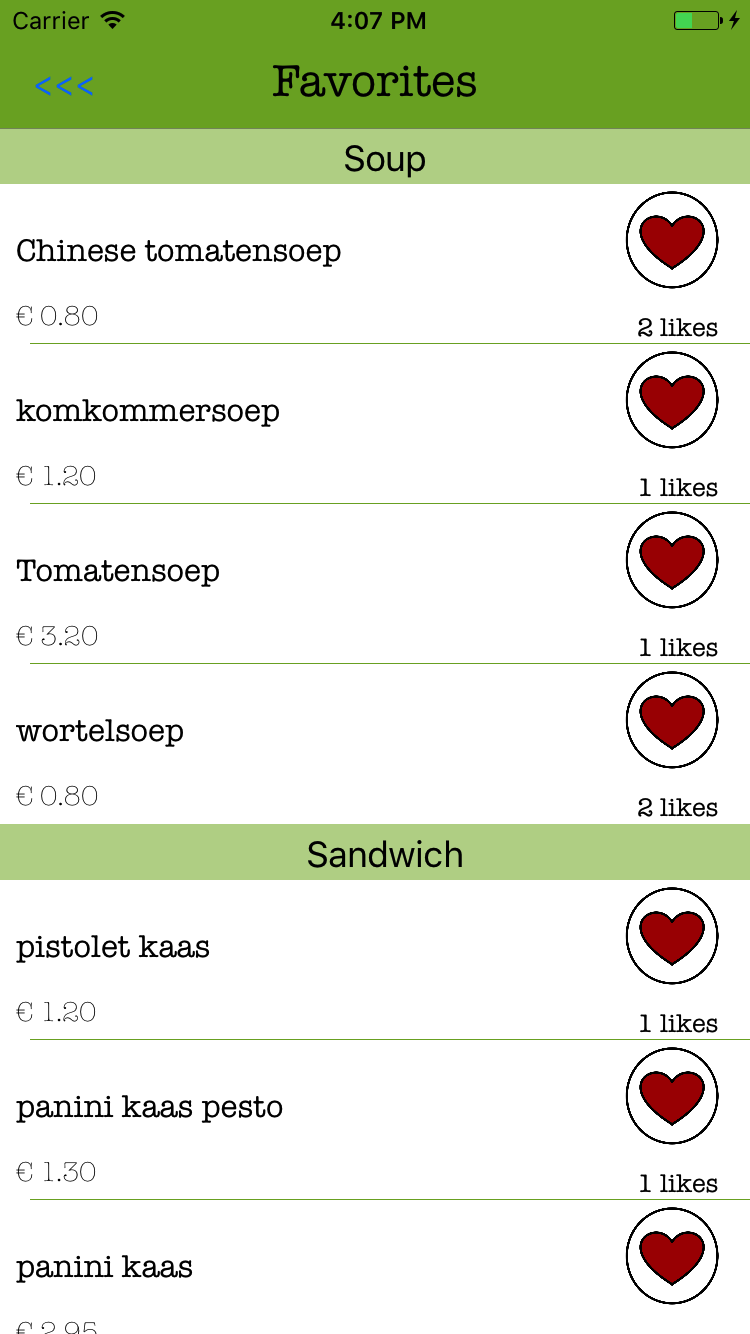 Carrier 4:07 PM
<<< Favorites
Soup
Chinese tomatensoep
€ 0.80
2 likes
komkommersoep
€ 1.20
1 likes
Tomatensoep
€ 3.20
1 likes
wortelsoep
€ 0.80
2 likes
Sandwich
pistolet kaas
€ 1.20
1 likes
panini kaas pesto
€ 1.30
1 likes
panini kaas
€ 2.95